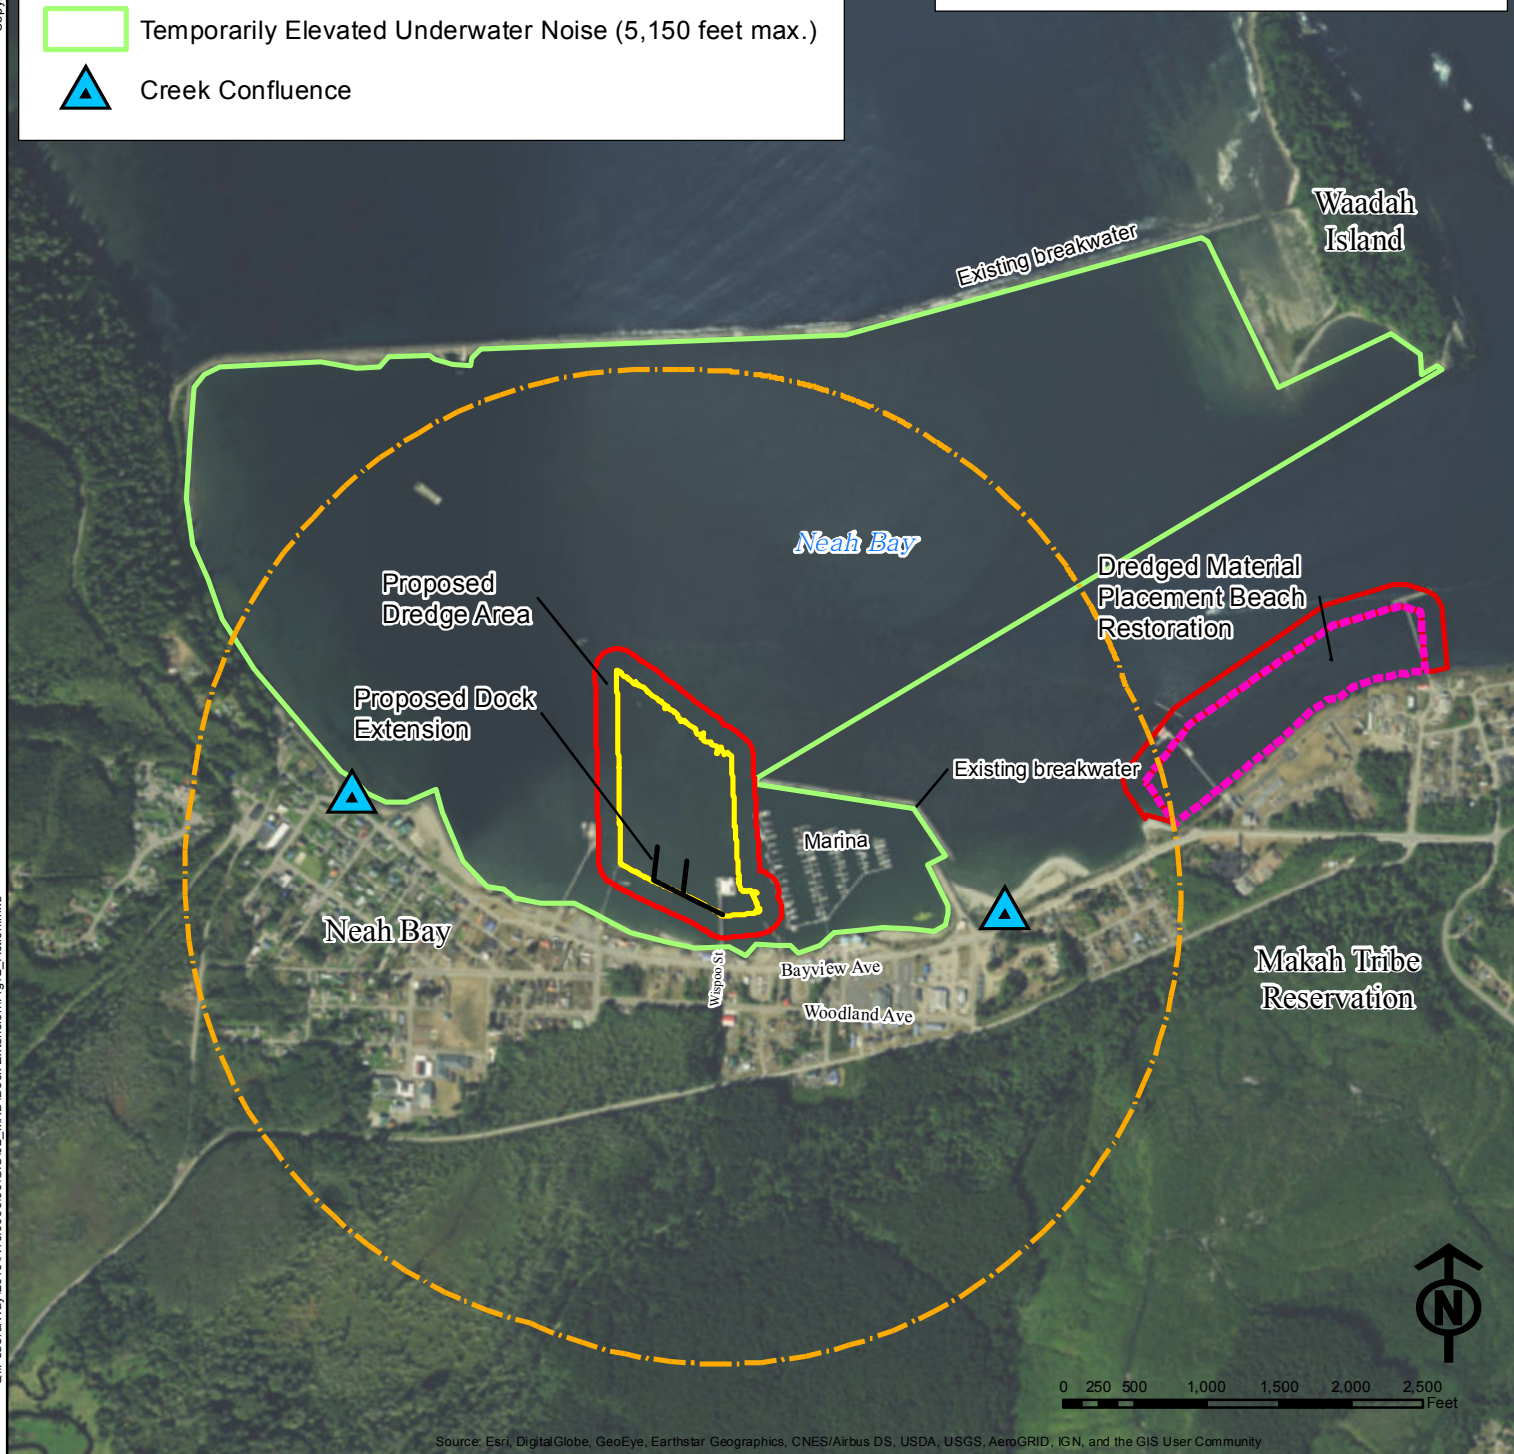 Temporarily Elevated Underwater Noise (5,150 feet max.)
Creek Confluence
Waadah
Island
Existing breakwater
Neah Bay
Proposed
Dredge Area
Dredged Material
Placement Beach
Restoration
Proposed Dock
Extension
Existing breakwater
Marina
Neah Bay
Wispoo St
Bayview Ave
Woodland Ave
Makah Tribe
Reservation
N
0 250 500 1,000 1,500 2,000 2,500
Feet
Source: Esri, DigitalGlobe, GeoEye, Earthstar Geographics, CNES/Airbus DS, USDA, USGS, AeroGRID, IGN, and the GIS User Community